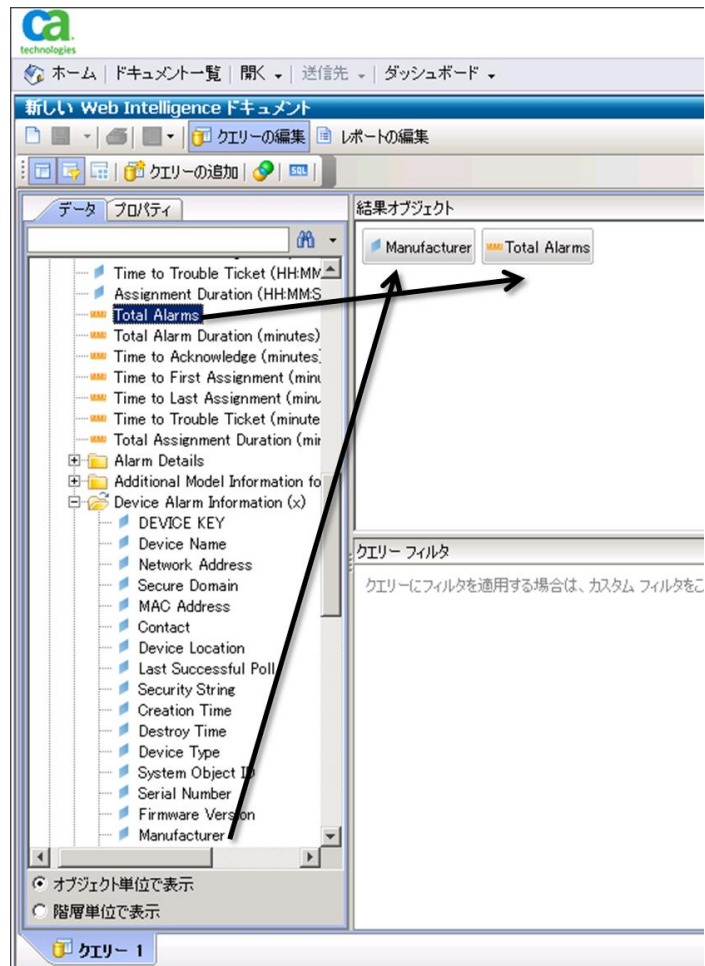 ca
technologies
ホーム | ドキュメント一覧 | 開く | 送信先 | ダッシュボード
新しい Web Intelligence ドキュメント
クエリーの編集 レポートの編集
クエリーの追加 SQL
データ プロパティ
結果オブジェクト
Manufacturer Total Alarms
Time to Trouble Ticket (HH:MM
Assignment Duration (HH:MM:S
Total Alarms
Total Alarm Duration (minutes)
Time to Acknowledge (minutes
Time to First Assignment (minu
Time to Last Assignment (minu
Time to Trouble Ticket (minute
Total Assignment Duration (min
Alarm Details
Additional Model Information fo
Device Alarm Information (x)
DEVICE KEY
Device Name
Network Address
Secure Domain
MAC Address
Contact
Device Location
Last Successful Poll
Security String
Creation Time
Destroy Time
Device Type
System Object ID
Serial Number
Firmware Version
Manufacturer
クエリー フィルタ
クエリーにフィルタを適用する場合は、カスタム フィルタをこ
オブジェクト単位で表示
階層単位で表示
クエリー 1